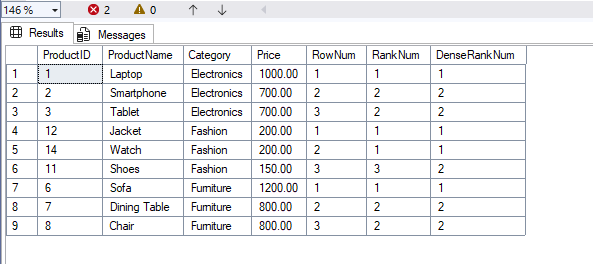 146 % 2 0
Results Messages
ProductID ProductName Category Price RowNum RankNum DenseRankNum
1 1 Laptop Electronics 1000.00 1 1 1
2 2 Smartphone Electronics 700.00 2 2 2
3 3 Tablet Electronics 700.00 3 2 2
4 12 Jacket Fashion 200.00 1 1 1
5 14 Watch Fashion 200.00 2 1 1
6 11 Shoes Fashion 150.00 3 3 2
7 6 Sofa Furniture 1200.00 1 1 1
8 7 Dining Table Furniture 800.00 2 2 2
9 8 Chair Furniture 800.00 3 2 2